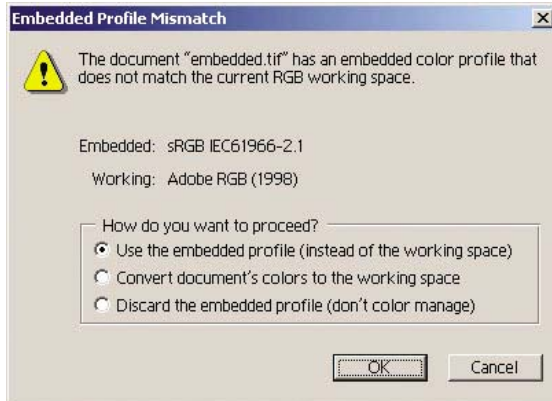 Embedded Profile Mismatch
The document “embedded.tif” has an embedded color profile that
does not match the current RGB working space.
Embedded: sRGB IEC61966-2.1
Working: Adobe RGB (1998)
How do you want to proceed?
Use the embedded profile (instead of the working space)
Convert document's colors to the working space
Discard the embedded profile (don't color manage)
OK Cancel